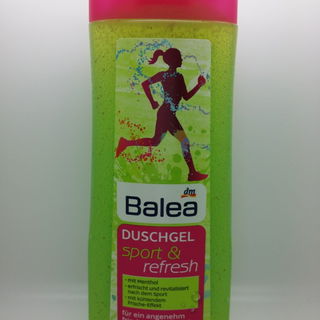 dm
Balea
DUSCHGEL
sport &
refresh
• mit Menthol
• erfrischt und revitalisiert
nach dem Sport
• mit kühlendem
Frische-Effekt
für ein angenehm